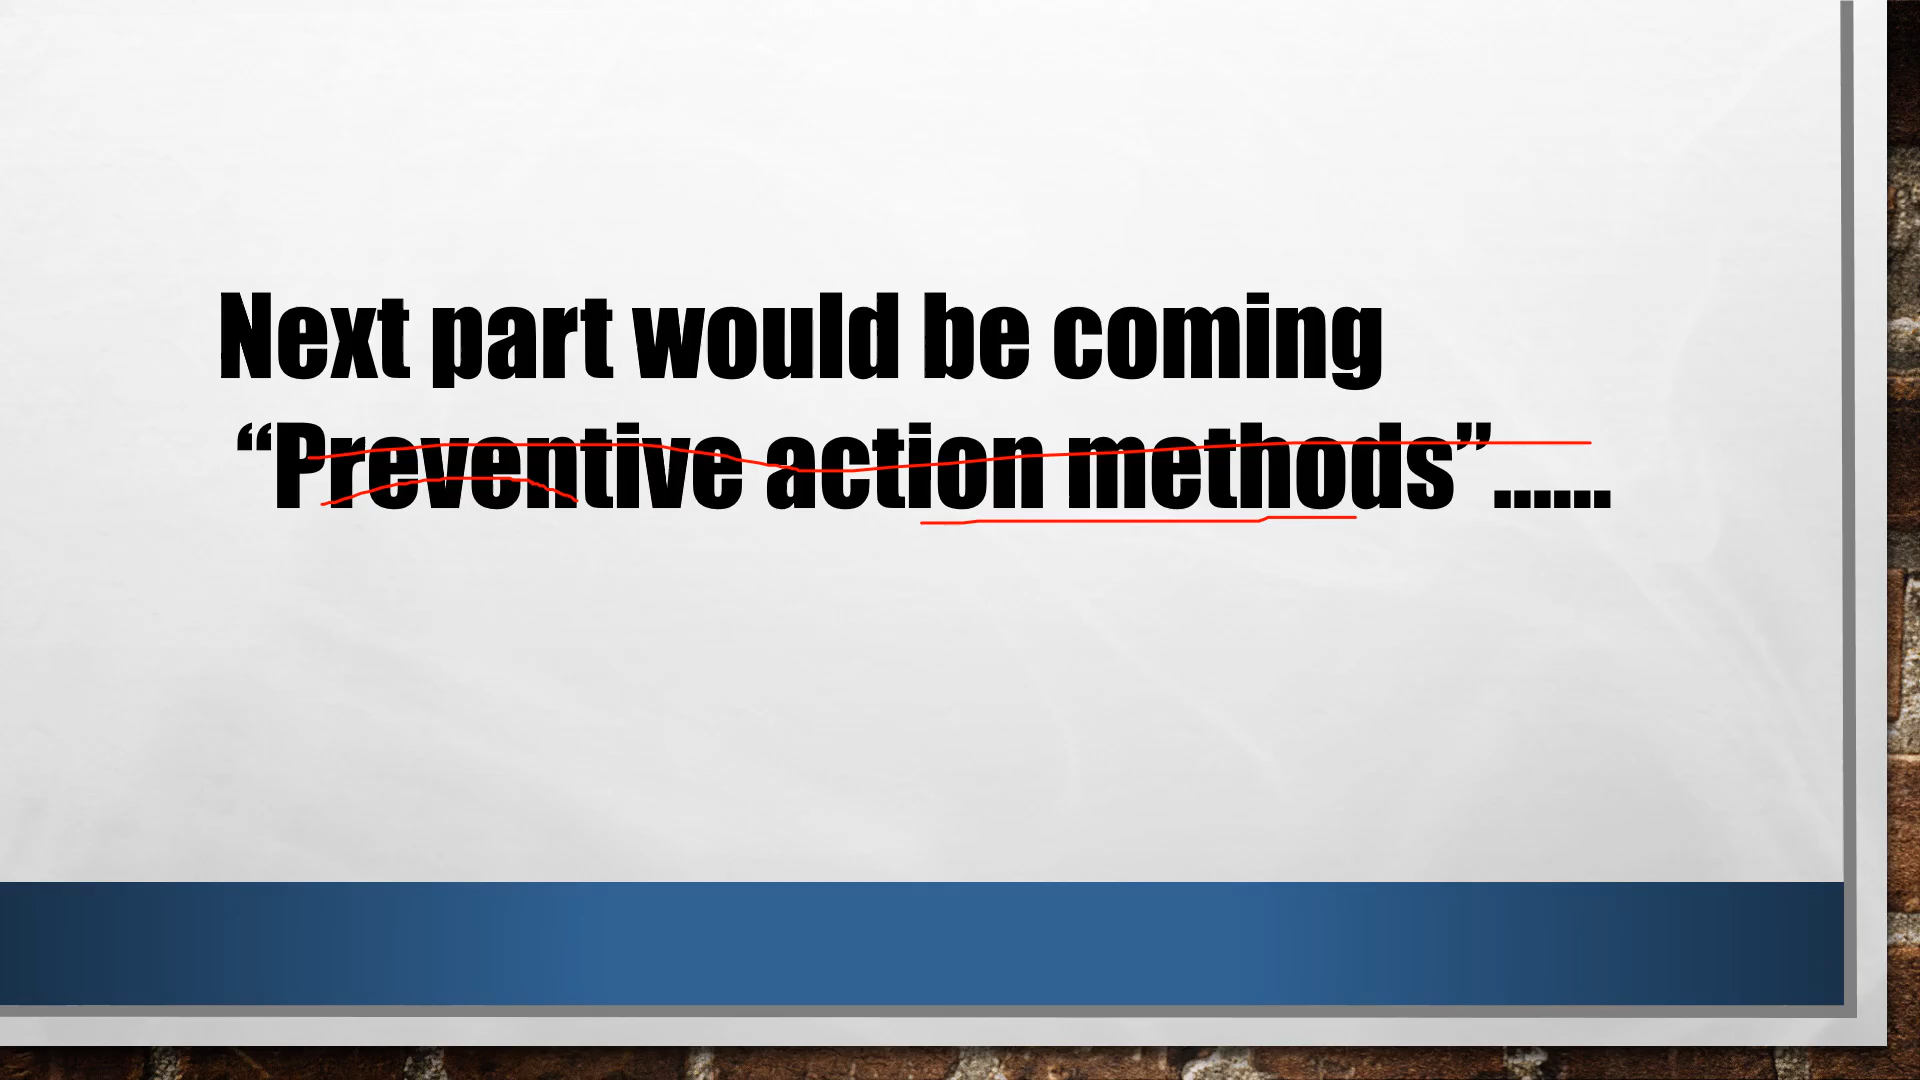 Next part would be coming
“Preventive action methods”......